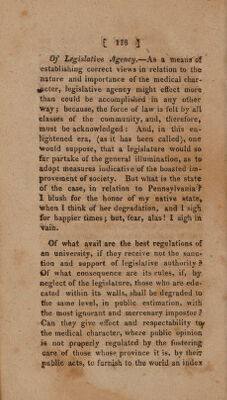 [ 128 ]
Of Legislative Agency.—As a means of
establishing correct views in relation to the
nature and importance of the medical char-
acter, legislative agency might effect more
than could be accomplished in any other
way; because, the force of law is felt by all
classes of the community, and, therefore,
must be acknowledged: And, in this en-
lightened era, (as it has been called), one
would suppose, that a legislature would so
far partake of the general illumination, as to
adopt measures indicative of the boasted im-
provement of society. But what is the state
of the case, in relation to Pennsylvania?
I blush for the honor of my native state,
when I think of her degradation, and I sigh
for happier times; but, fear, alas! I sigh in
vain.
Of what avail are the best regulations of
an university, if they receive not the sanc-
tion and support of legislative authority?
Of what consequence are its rules, if, by
neglect of the legislature, those who are edu-
cated within its walls, shall be degraded to
the same level, in public estimation, with
the most ignorant and mercenary impostor?
Can they give effect and respectability to
the medical character, where public opinion
is not properly regulated by the fostering
care of those whose province it is, by their
public acts, to furnish to the world an index